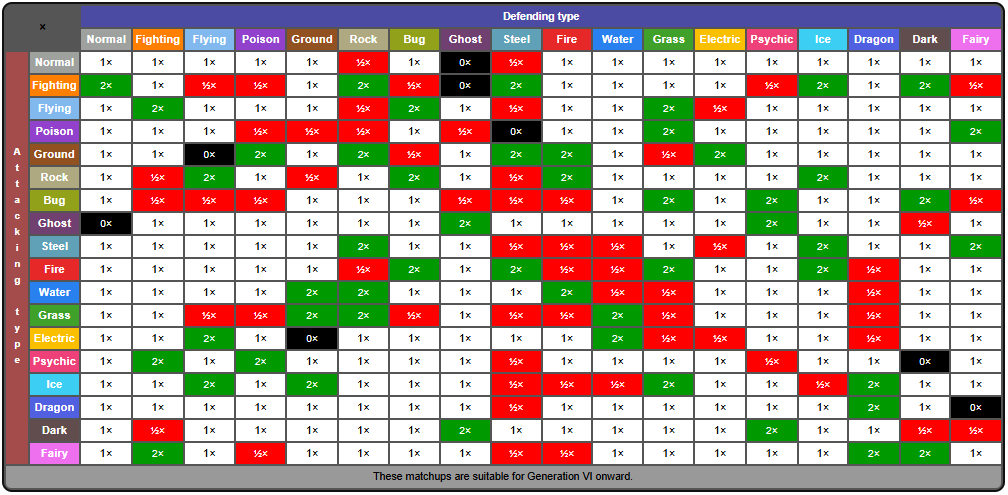 × Defending type
Normal Fighting Flying Poison Ground Rock Bug Ghost Steel Fire Water Grass Electric Psychic Ice Dragon Dark Fairy
Attacking type
Normal 1× 1× 1× 1× 1× ½× 1× 0× ½× 1× 1× 1× 1× 1× 1× 1× 1× 1×
Fighting 2× 1× ½× ½× 1× 2× ½× 0× 2× 1× 1× 1× 1× ½× 2× 1× 2× ½×
Flying 1× 2× 1× 1× 1× ½× 2× 1× ½× 1× 1× 2× ½× 1× 1× 1× 1× 1×
Poison 1× 1× 1× ½× ½× ½× 1× ½× 0× 1× 1× 2× 1× 1× 1× 1× 1× 2×
Ground 1× 1× 0× 2× 1× 2× ½× 1× 2× 2× 1× ½× 2× 1× 1× 1× 1× 1×
Rock 1× ½× 2× 1× ½× 1× 2× 1× ½× 2× 1× 1× 1× 1× 2× 1× 1× 1×
Bug 1× ½× ½× ½× 1× 1× 1× ½× ½× ½× 1× 2× 1× 2× 1× 1× 2× ½×
Ghost 0× 1× 1× 1× 1× 1× 1× 2× 1× 1× 1× 1× 1× 2× 1× 1× ½× 1×
Steel 1× 1× 1× 1× 1× 2× 1× 1× ½× ½× ½× 1× ½× 1× 2× 1× 1× 2×
Fire 1× 1× 1× 1× 1× ½× 2× 1× 2× ½× ½× 2× 1× 1× 2× ½× 1× 1×
Water 1× 1× 1× 1× 2× 2× 1× 1× 1× 2× ½× ½× 1× 1× 1× ½× 1× 1×
Grass 1× 1× ½× ½× 2× 2× ½× 1× ½× ½× 2× ½× 1× 1× 1× ½× 1× 1×
Electric 1× 1× 2× 1× 0× 1× 1× 1× 1× 1× 2× ½× ½× 1× 1× ½× 1× 1×
Psychic 1× 2× 1× 2× 1× 1× 1× 1× ½× 1× 1× 1× 1× ½× 1× 1× 0× 1×
Ice 1× 1× 2× 1× 2× 1× 1× 1× ½× ½× ½× 2× 1× 1× ½× 2× 1× 1×
Dragon 1× 1× 1× 1× 1× 1× 1× 1× ½× 1× 1× 1× 1× 1× 1× 2× 1× 0×
Dark 1× ½× 1× 1× 1× 1× 1× 2× 1× 1× 1× 1× 1× 2× 1× 1× ½× ½×
Fairy 1× 2× 1× ½× 1× 1× 1× 1× ½× ½× 1× 1× 1× 1× 1× 2× 2× 1×
These matchups are suitable for Generation VI onward.